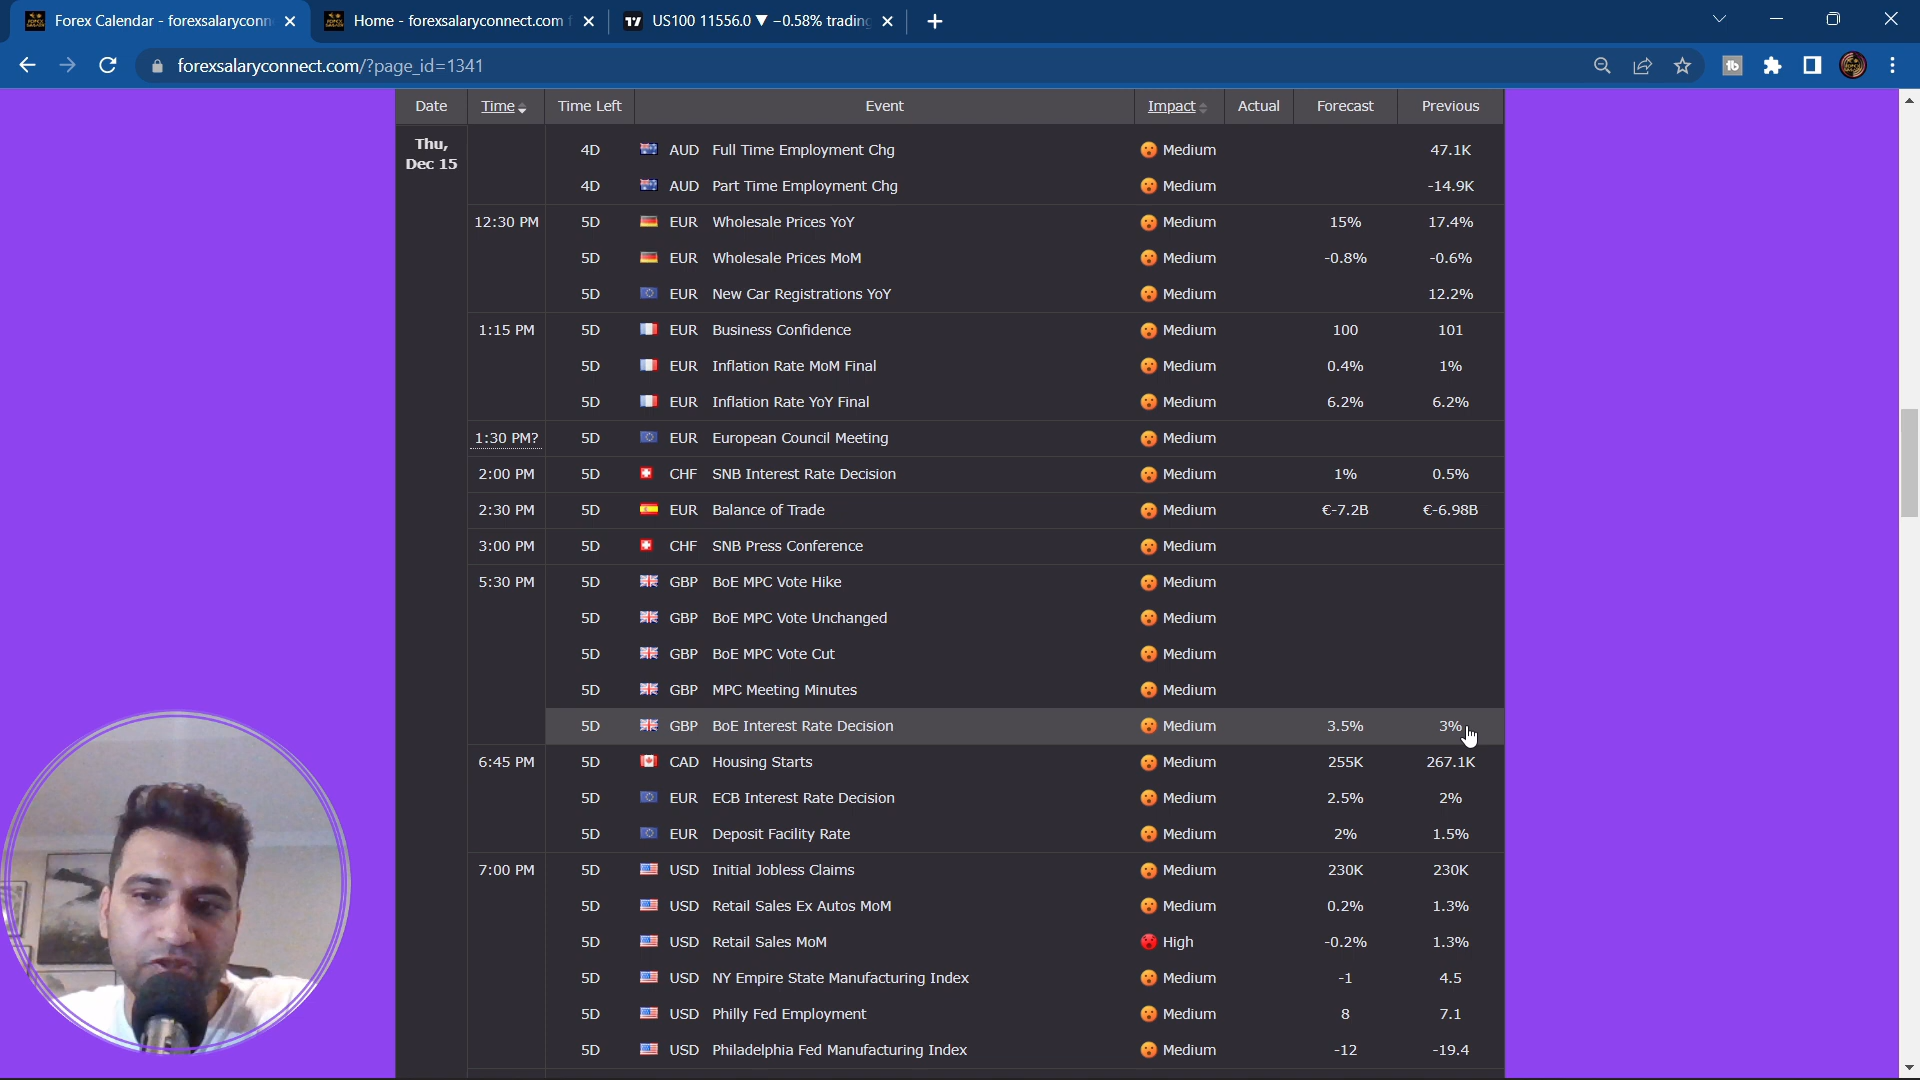 Forex Calendar - forexsalaryconn
Home - forexsalaryconnect.com
US100 11556.0 ▼ −0.58% trading
forexsalaryconnect.com/?page_id=1341
Date Time Time Left Event Impact Actual Forecast Previous
Thu, Dec 15
4D AUD Full Time Employment Chg Medium 47.1K
4D AUD Part Time Employment Chg Medium -14.9K
12:30 PM 5D EUR Wholesale Prices YoY Medium 15% 17.4%
5D EUR Wholesale Prices MoM Medium -0.8% -0.6%
5D EUR New Car Registrations YoY Medium 12.2%
1:15 PM 5D EUR Business Confidence Medium 100 101
5D EUR Inflation Rate MoM Final Medium 0.4% 1%
5D EUR Inflation Rate YoY Final Medium 6.2% 6.2%
1:30 PM? 5D EUR European Council Meeting Medium
2:00 PM 5D CHF SNB Interest Rate Decision Medium 1% 0.5%
2:30 PM 5D EUR Balance of Trade Medium €-7.2B €-6.98B
3:00 PM 5D CHF SNB Press Conference Medium
5:30 PM 5D GBP BoE MPC Vote Hike Medium
5D GBP BoE MPC Vote Unchanged Medium
5D GBP BoE MPC Vote Cut Medium
5D GBP MPC Meeting Minutes Medium
5D GBP BoE Interest Rate Decision Medium 3.5% 3%
6:45 PM 5D CAD Housing Starts Medium 255K 267.1K
5D EUR ECB Interest Rate Decision Medium 2.5% 2%
5D EUR Deposit Facility Rate Medium 2% 1.5%
7:00 PM 5D USD Initial Jobless Claims Medium 230K 230K
5D USD Retail Sales Ex Autos MoM Medium 0.2% 1.3%
5D USD Retail Sales MoM High -0.2% 1.3%
5D USD NY Empire State Manufacturing Index Medium -1 4.5
5D USD Philly Fed Employment Medium 8 7.1
5D USD Philadelphia Fed Manufacturing Index Medium -12 -19.4